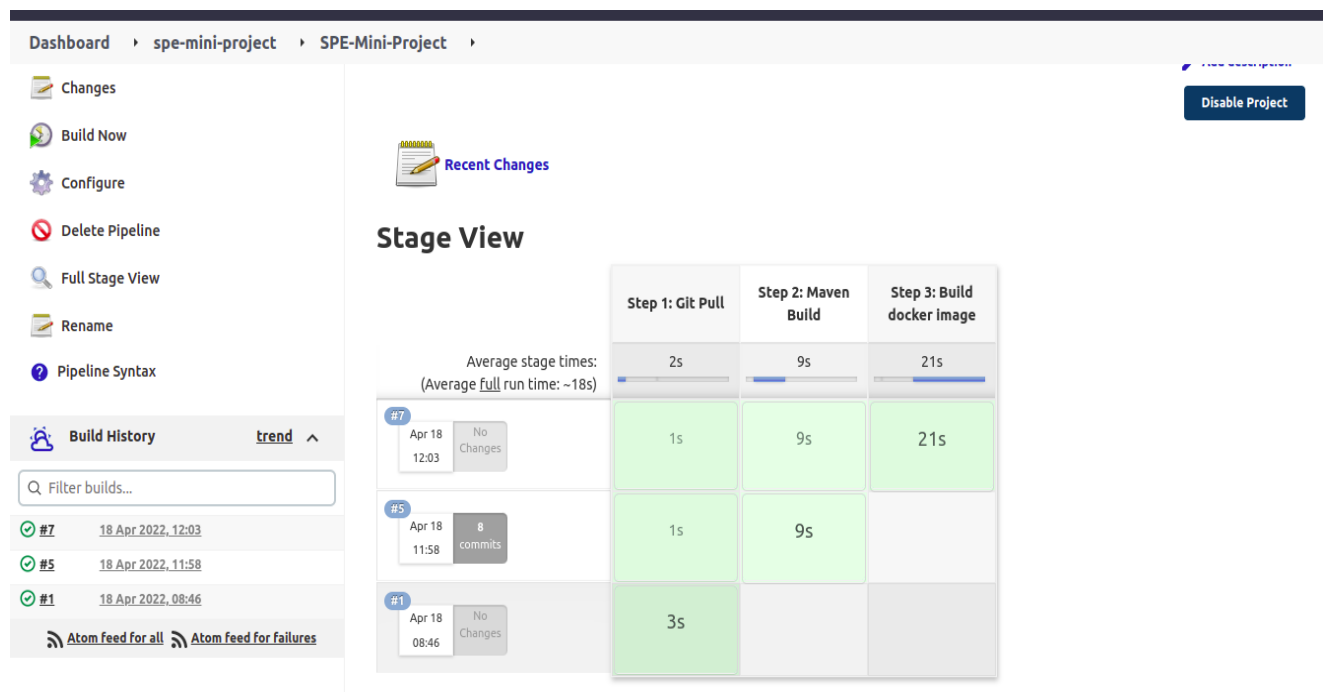 Dashboard spe-mini-project SPE-Mini-Project
Changes
Build Now
Configure
Delete Pipeline
Full Stage View
Rename
? Pipeline Syntax
Build History trend
Filter builds...
#7 18 Apr 2022, 12:03
#5 18 Apr 2022, 11:58
#1 18 Apr 2022, 08:46
Atom feed for all Atom feed for failures
Add description
Disable Project
Recent Changes
Stage View
Step 1: Git Pull
Step 2: Maven
Build
Step 3: Build
docker image
Average stage times:
(Average full run time: ~18s)
2s 9s 21s
#7
Apr 18
12:03
No
Changes
1s 9s 21s
#5
Apr 18
11:58
8
commits
1s 9s
#1
Apr 18
08:46
No
Changes
3s